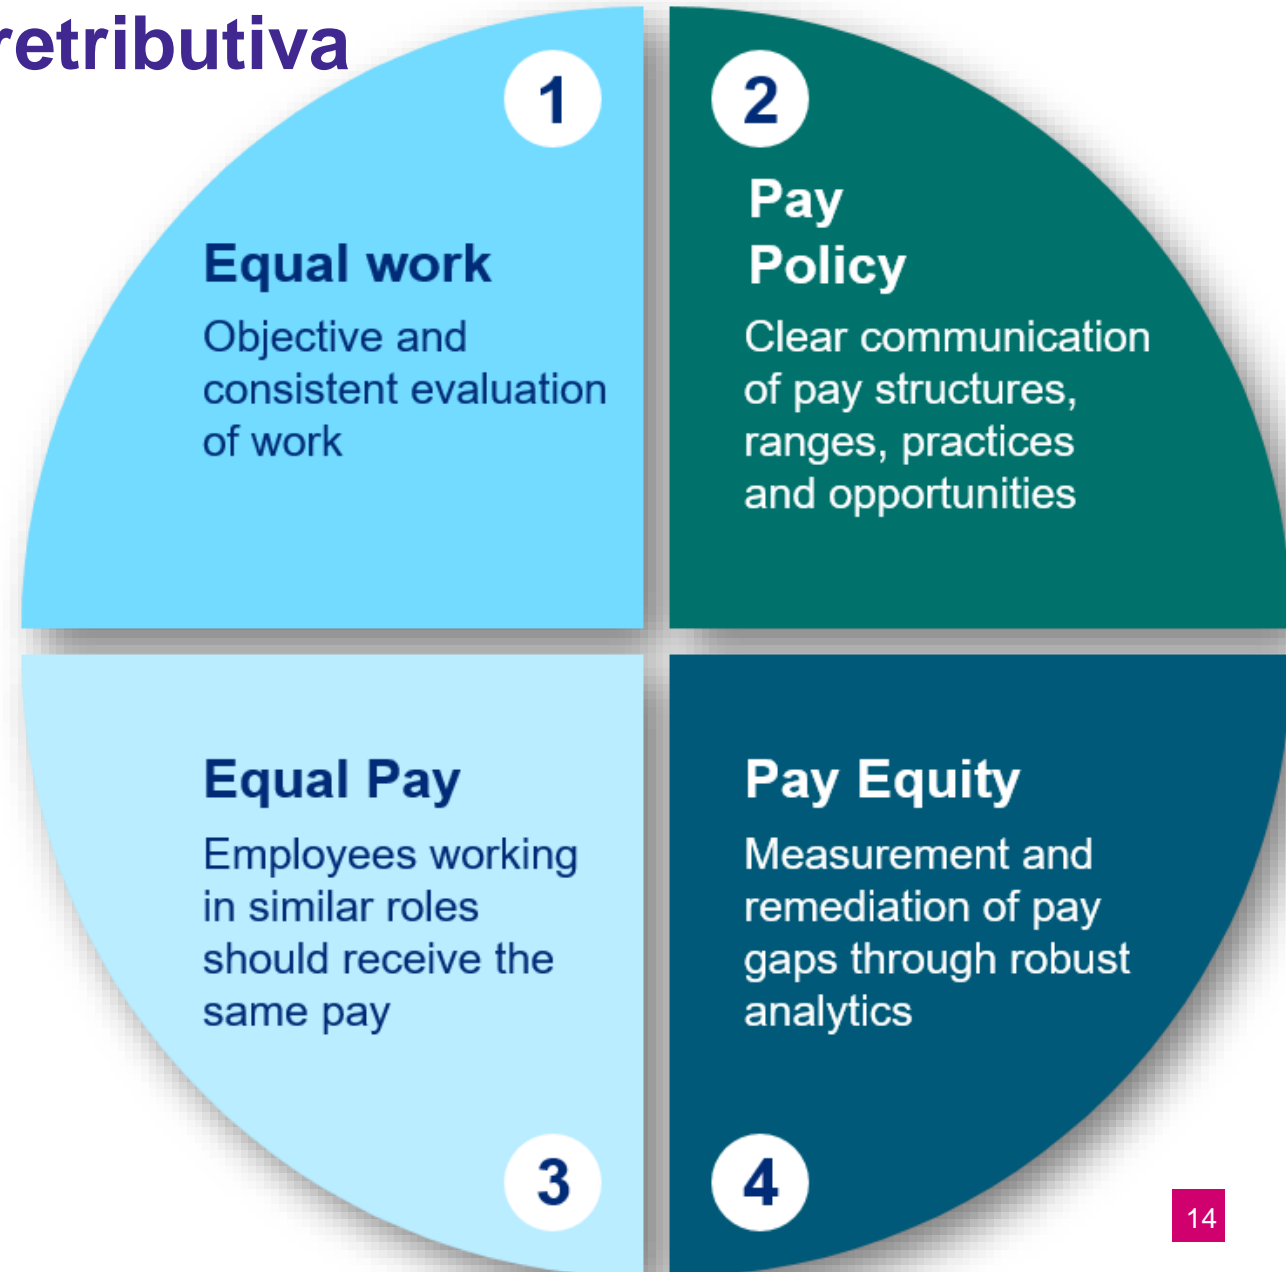 retributiva
1
Equal work
Objective and
consistent evaluation
of work
2
Pay
Policy
Clear communication
of pay structures,
ranges, practices
and opportunities
Equal Pay
Employees working
in similar roles
should receive the
same pay
3
Pay Equity
Measurement and
remediation of pay
gaps through robust
analytics
4
14